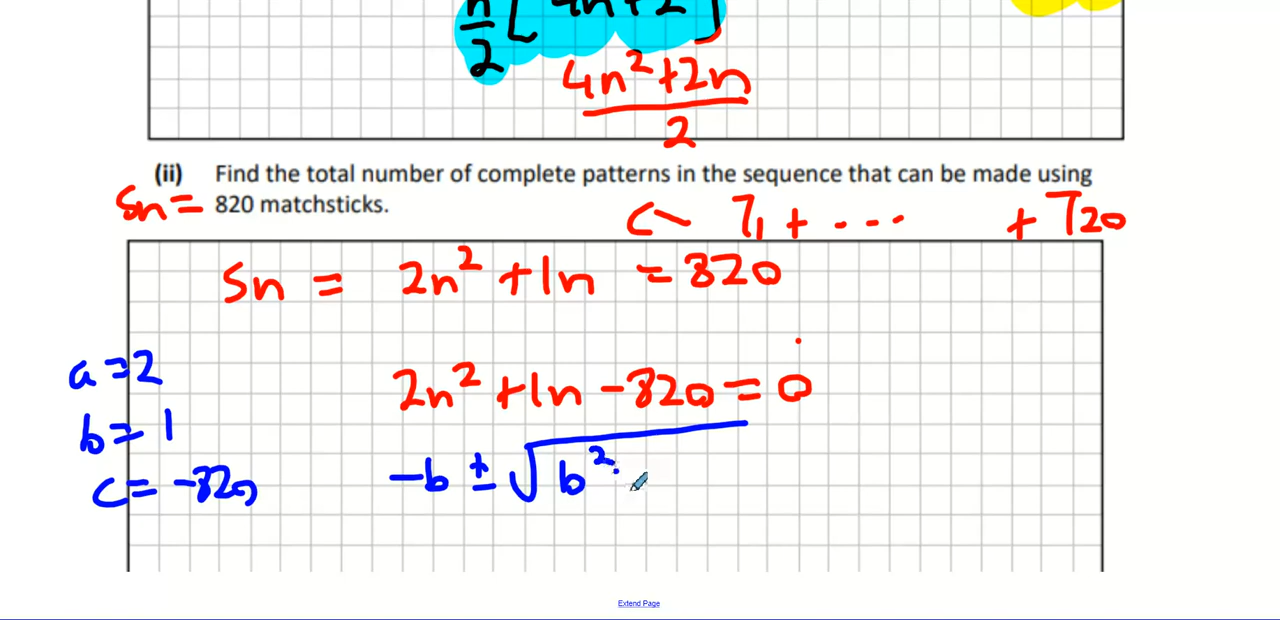 n/2 [4n+2]
4n² + 2n
2
(ii) Find the total number of complete patterns in the sequence that can be made using
Sn = 820 matchsticks.
T₁ + ... + T₂₀
Sn = 2n² + 1n = 820
a = 2
2n² + 1n - 820 = 0
b = 1
c = -820
-b ± √b²
Extend Page